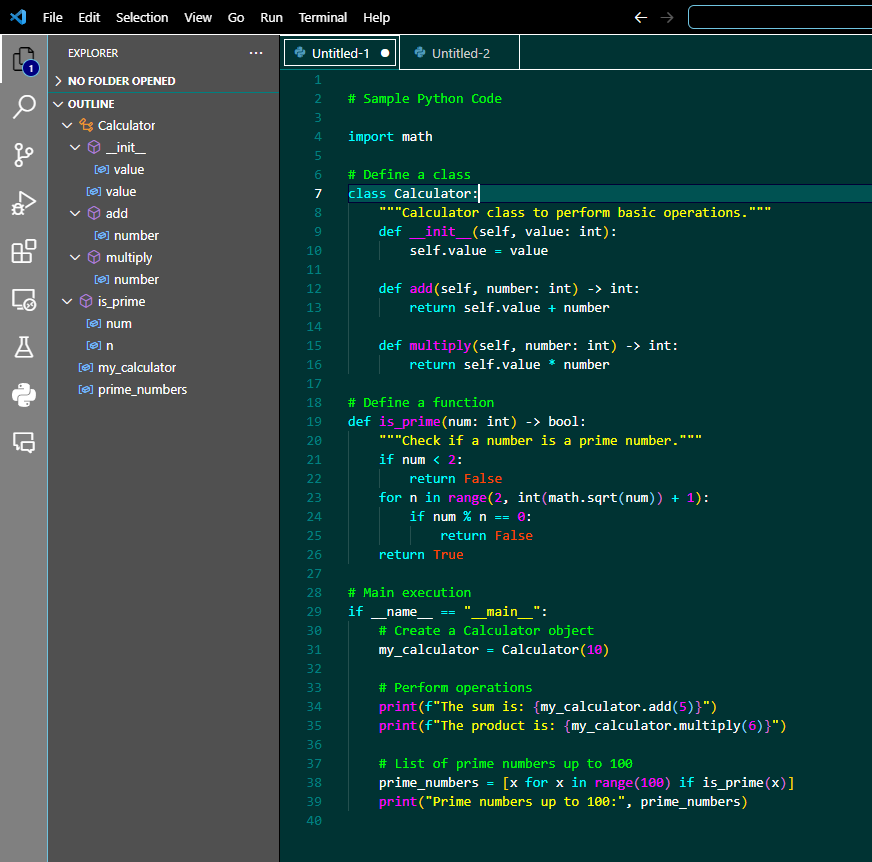 File Edit Selection View Go Run Terminal Help
1
EXPLORER ...
NO FOLDER OPENED
OUTLINE
Calculator
__init__
value
value
add
number
multiply
number
is_prime
num
n
my_calculator
prime_numbers
Untitled-1 Untitled-2
1
2 # Sample Python Code
3
4 import math
5
6 # Define a class
7 class Calculator:
8     """Calculator class to perform basic operations."""
9     def __init__(self, value: int):
10         self.value = value
11
12     def add(self, number: int) -> int:
13         return self.value + number
14
15     def multiply(self, number: int) -> int:
16         return self.value * number
17
18 # Define a function
19 def is_prime(num: int) -> bool:
20     """Check if a number is a prime number."""
21     if num < 2:
22         return False
23     for n in range(2, int(math.sqrt(num)) + 1):
24         if num % n == 0:
25             return False
26     return True
27
28 # Main execution
29 if __name__ == "__main__":
30     # Create a Calculator object
31     my_calculator = Calculator(10)
32
33     # Perform operations
34     print(f"The sum is: {my_calculator.add(5)}")
35     print(f"The product is: {my_calculator.multiply(6)}")
36
37     # List of prime numbers up to 100
38     prime_numbers = [x for x in range(100) if is_prime(x)]
39     print("Prime numbers up to 100:", prime_numbers)
40